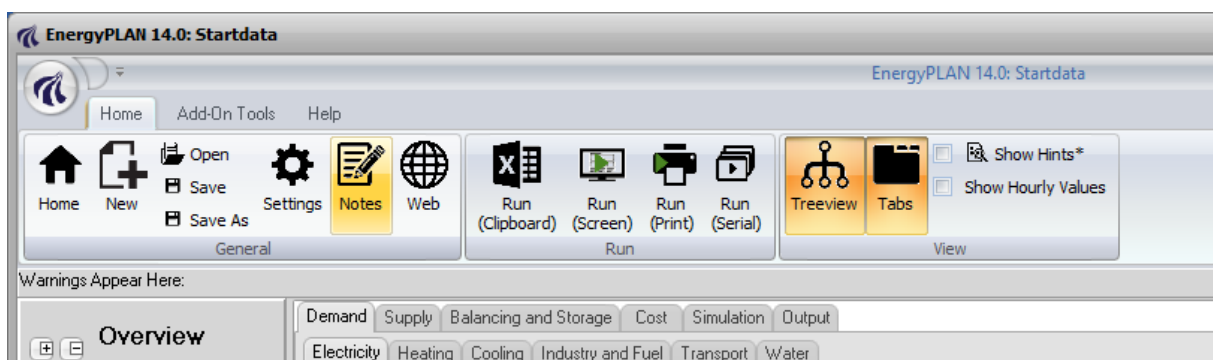 EnergyPLAN 14.0: Startdata
EnergyPLAN 14.0: Startdata
Home Add-On Tools Help
Open
Save
Save As
Home New Settings Notes Web
Run (Clipboard)
Run (Screen)
Run (Print)
Run (Serial)
Treeview Tabs
Show Hints*
Show Hourly Values
General Run View
Warnings Appear Here:
Overview
Demand Supply Balancing and Storage Cost Simulation Output
Electricity Heating Cooling Industry and Fuel Transport Water